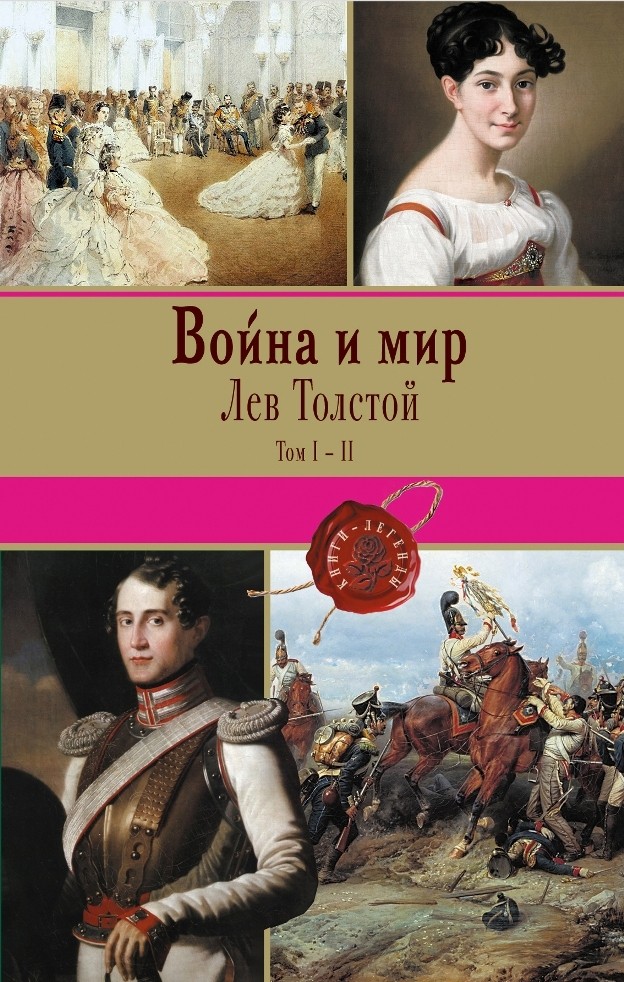 Война и мир
Лев Толстой
Том I – II
КНИГИ-ЛЕГЕНДЫ